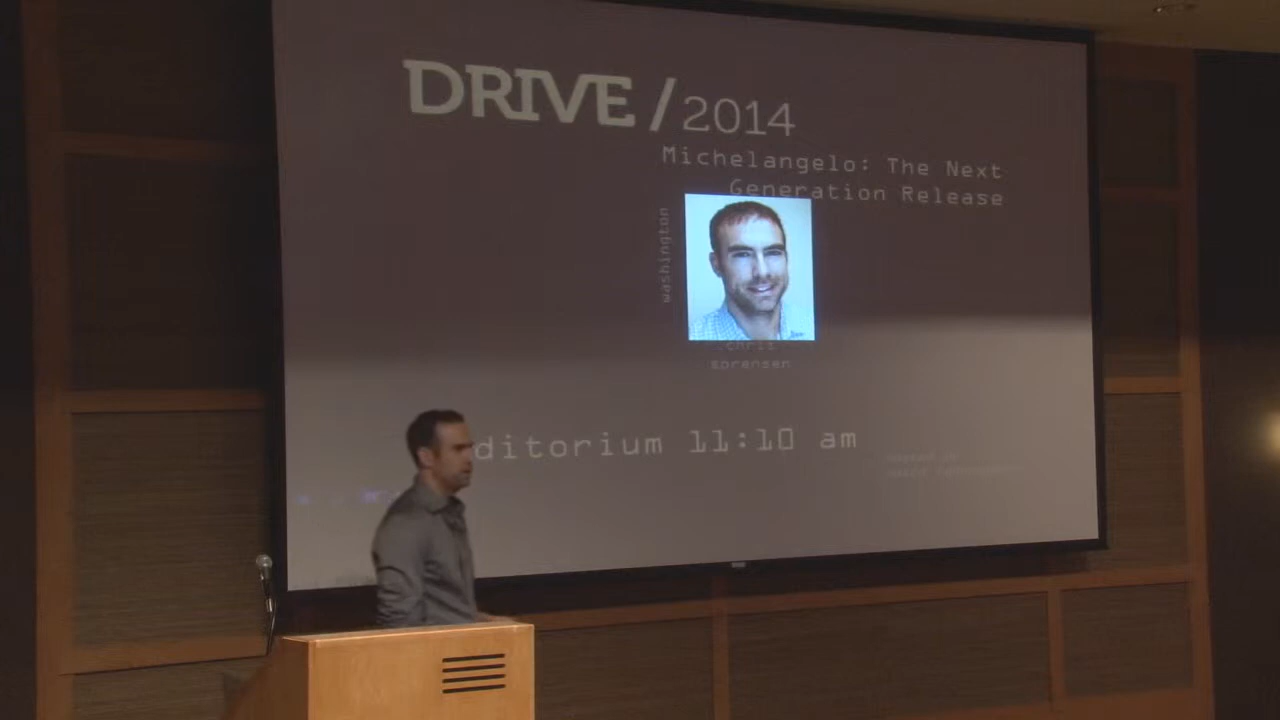 DRIVE / 2014
Michelangelo: The Next
Generation Release
washington
chris
sorensen
ditorium 11:10 am